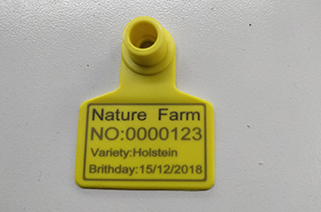 Nature Farm
NO:0000123
Variety:Holstein
Brithday:15/12/2018